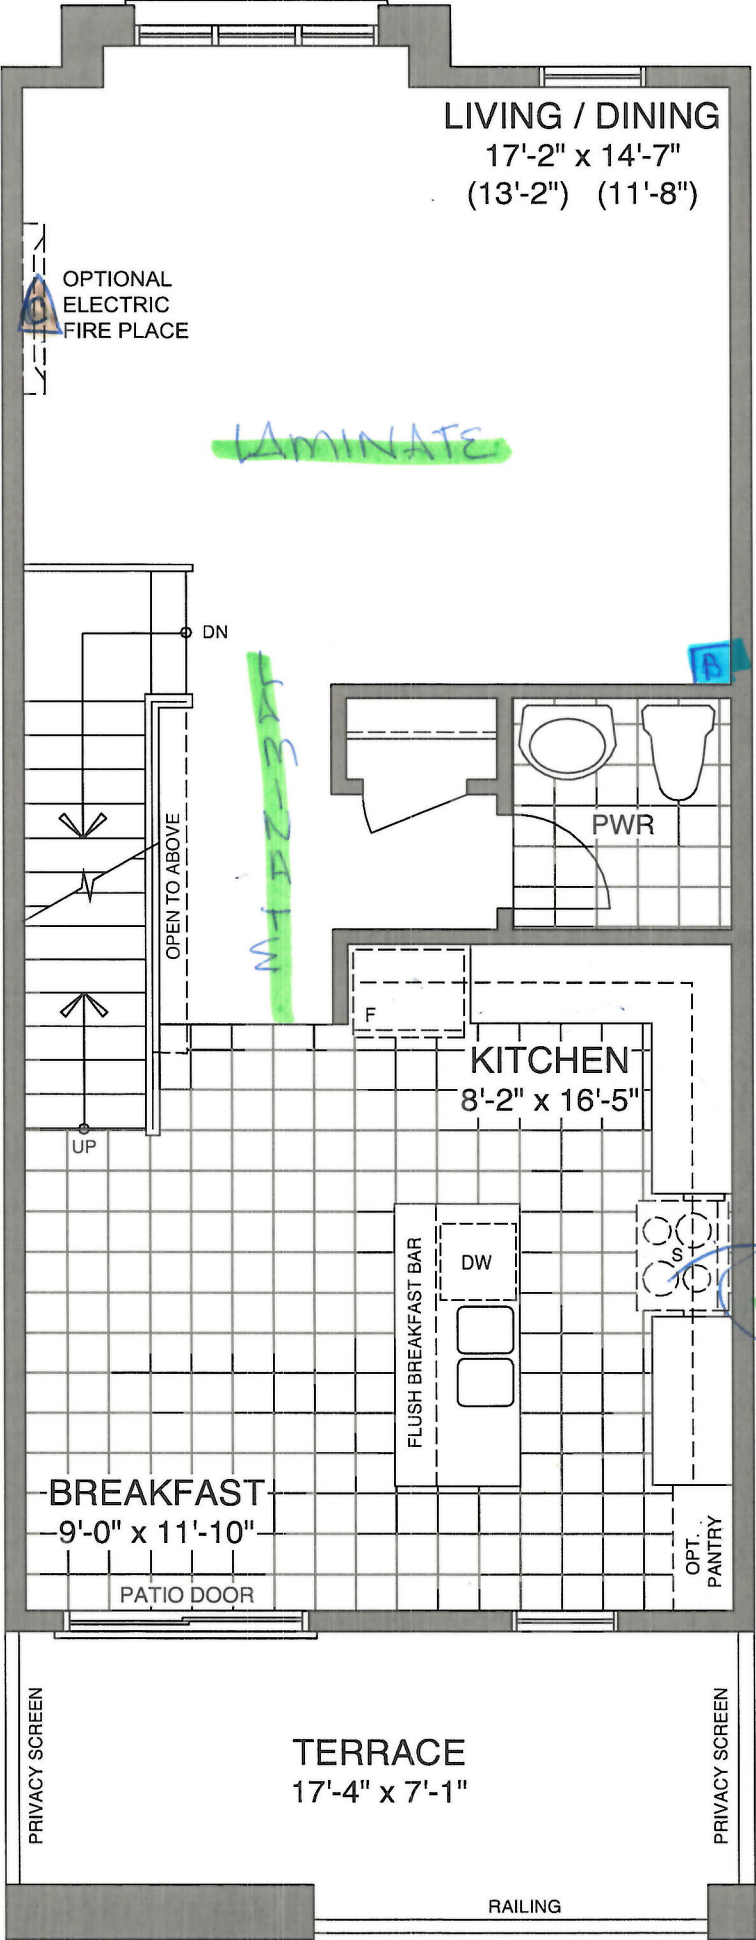 LIVING / DINING
17'-2" x 14'-7"
(13'-2") (11'-8")
OPTIONAL
ELECTRIC
FIRE PLACE
C
LAMINATE
DN
B
LAMINATE
PWR
OPEN TO ABOVE
F
KITCHEN
8'-2" x 16'-5"
UP
S
DW
FLUSH BREAKFAST BAR
BREAKFAST
9'-0" x 11'-10"
OPT.
PANTRY
PATIO DOOR
PRIVACY SCREEN
PRIVACY SCREEN
TERRACE
17'-4" x 7'-1"
RAILING